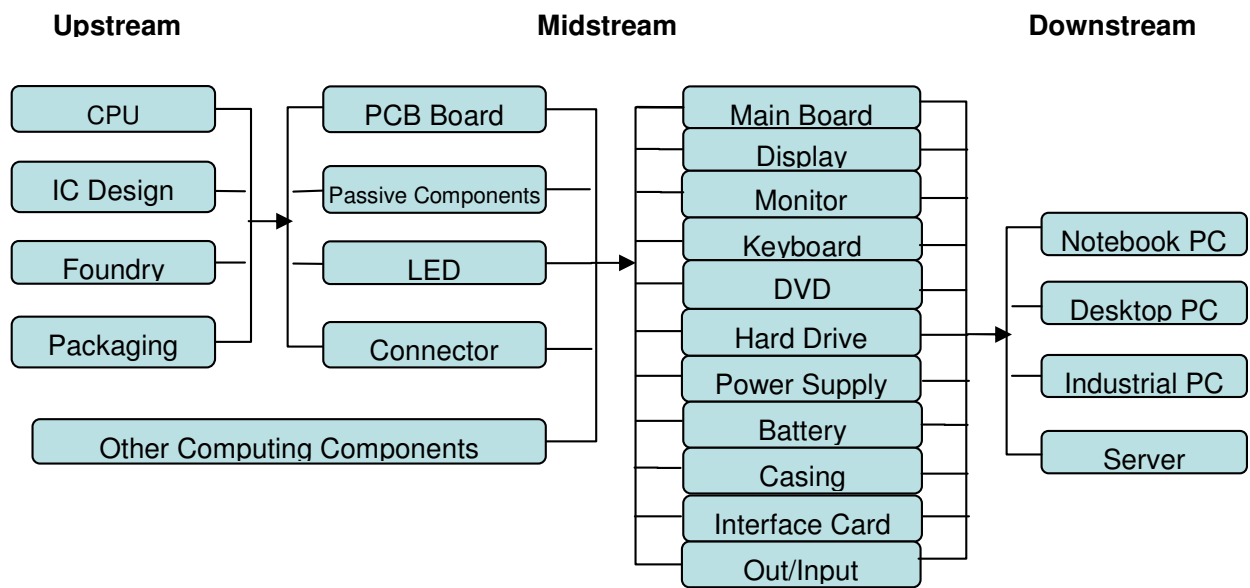 Upstream
Midstream
Downstream
CPU
IC Design
Foundry
Packaging
PCB Board
Passive Components
LED
Connector
Other Computing Components
Main Board
Display
Monitor
Keyboard
DVD
Hard Drive
Power Supply
Battery
Casing
Interface Card
Out/Input
Notebook PC
Desktop PC
Industrial PC
Server